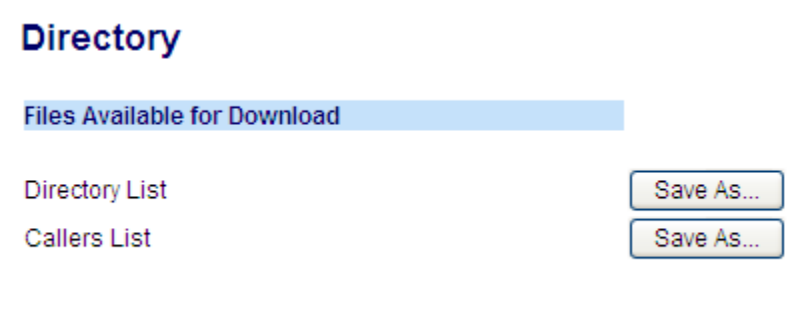 Directory
Files Available for Download
Directory List Save As...
Callers List Save As...